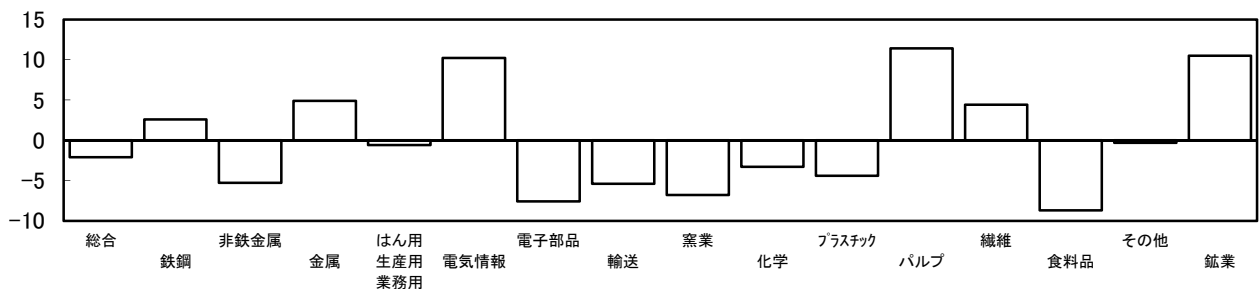 15
10
5
0
-5
-10
総合
鉄鋼
非鉄金属
金属
はん用
生産用
業務用
電気情報
電子部品
輸送
窯業
化学
プラスチック
パルプ
繊維
食料品
その他
鉱業